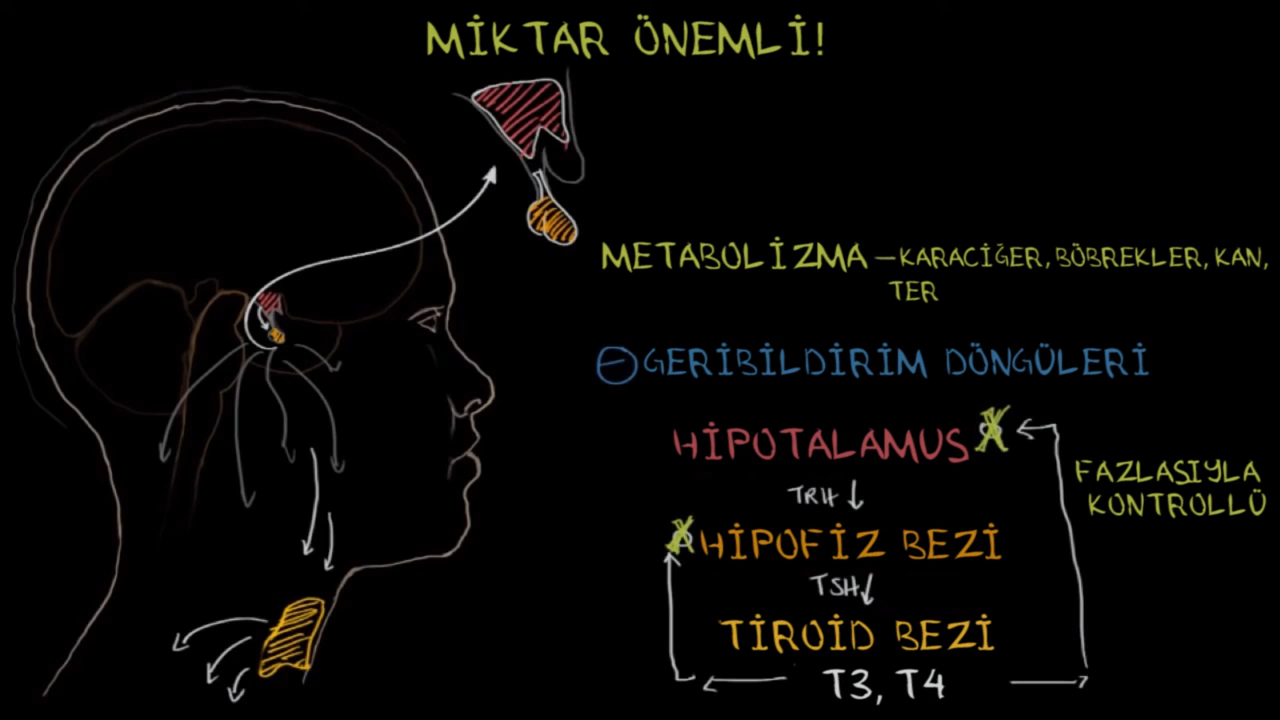 MİKTAR ÖNEMLİ!
METABOLİZMA – KARACİĞER, BÖBREKLER, KAN,
TER
⊖ GERİBİLDİRİM DÖNGÜLERİ
HİPOTALAMUS
FAZLASIYLA
KONTROLLÜ
TRH ↓
HİPOFİZ BEZİ
TSH ↓
TİROİD BEZİ
T3, T4